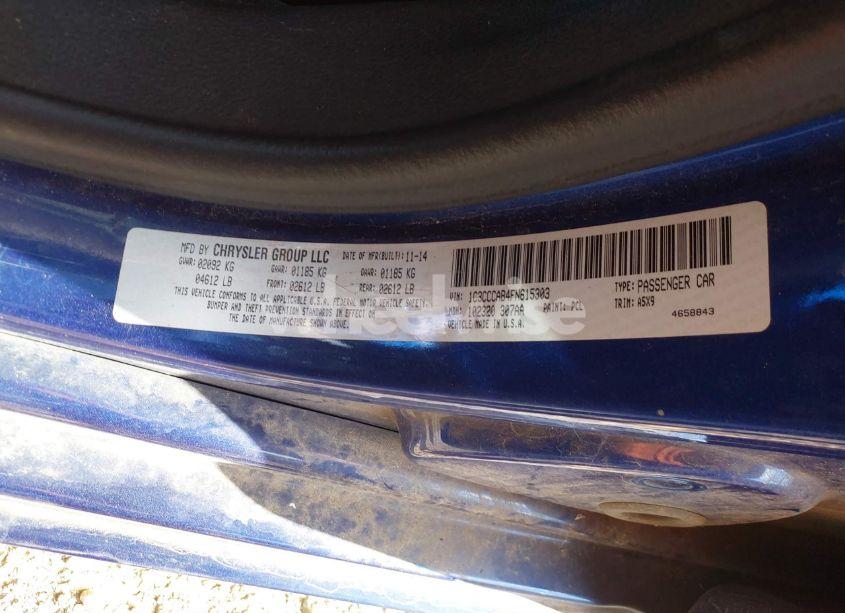 MFD BY CHRYSLER GROUP LLC
DATE OF MFR(BUILT): 11-14
GVWR: 02092 KG
GAWR: 01185 KG
GAWR: 01185 KG
04612 LB
FRONT: 02612 LB
REAR: 02612 LB
THIS VEHICLE CONFORMS TO ALL APPLICABLE U.S.A. FEDERAL MOTOR VEHICLE SAFETY,
BUMPER AND THEFT PREVENTION STANDARDS IN EFFECT ON
THE DATE OF MANUFACTURE SHOWN ABOVE.
VIN: 1C3CCCAB4FN615303
TYPE: PASSENGER CAR
MDH: 102320 307AA
PAINT: PCL
TRIM: ASX9
VEHICLE MADE IN U.S.A.
4658843